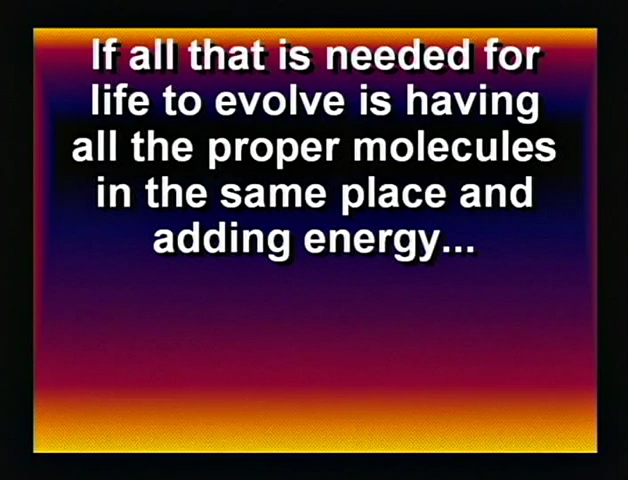 If all that is needed for
life to evolve is having
all the proper molecules
in the same place and
adding energy...